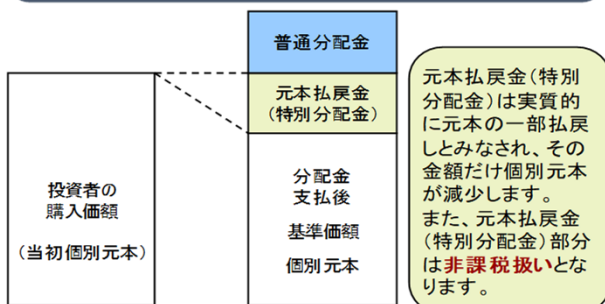 普通分配金
元本払戻金
(特別分配金)
投資者の
購入価額
(当初個別元本)
分配金
支払後
基準価額
個別元本
元本払戻金(特別
分配金)は実質的
に元本の一部払戻
しとみなされ、その
金額だけ個別元本
が減少します。
また、元本払戻金
(特別分配金)部分
は非課税扱いとな
ります。